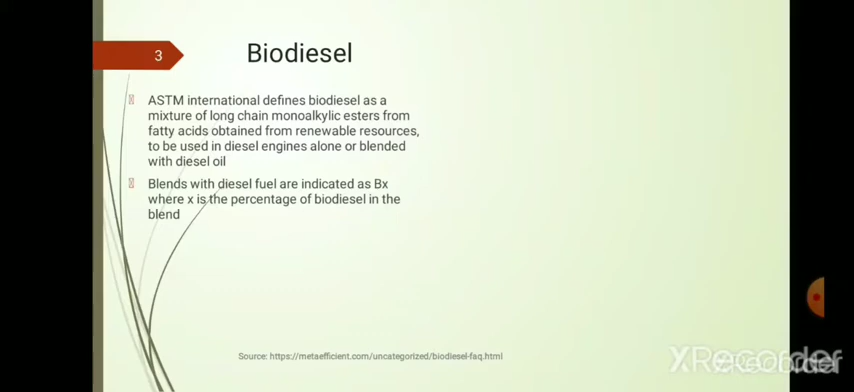 3
Biodiesel
ASTM international defines biodiesel as a
mixture of long chain monoalkylic esters from
fatty acids obtained from renewable resources,
to be used in diesel engines alone or blended
with diesel oil
Blends with diesel fuel are indicated as Bx
where x is the percentage of biodiesel in the
blend
Source: https://metaefficient.com/uncategorized/biodiesel-faq.html
XRecorder
XRecorder